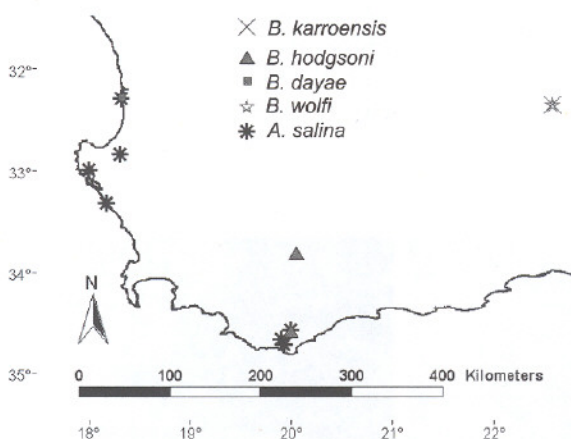 B. karroensis
B. hodgsoni
B. dayae
B. wolfi
A. salina
32°
33°
34°
35°
N
0 100 200 300 400 Kilometers
18° 19° 20° 21° 22°